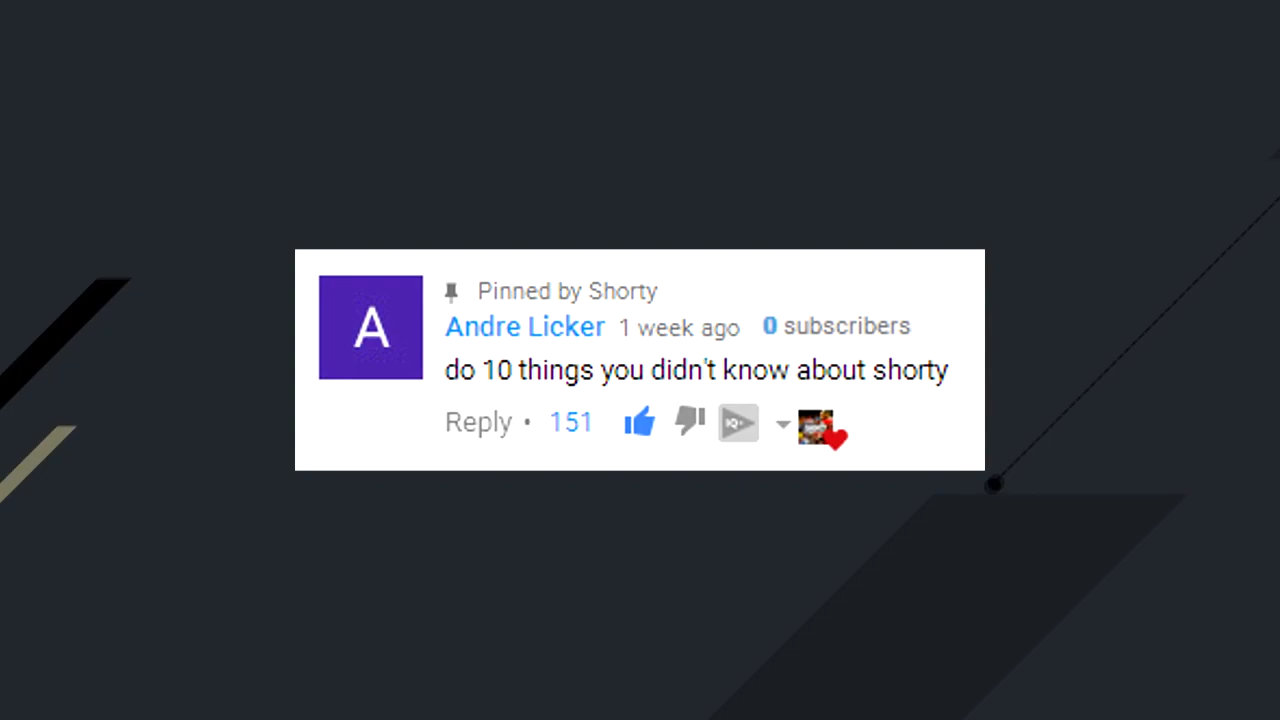 A
Pinned by Shorty
Andre Licker 1 week ago 0 subscribers
do 10 things you didn't know about shorty
Reply • 151